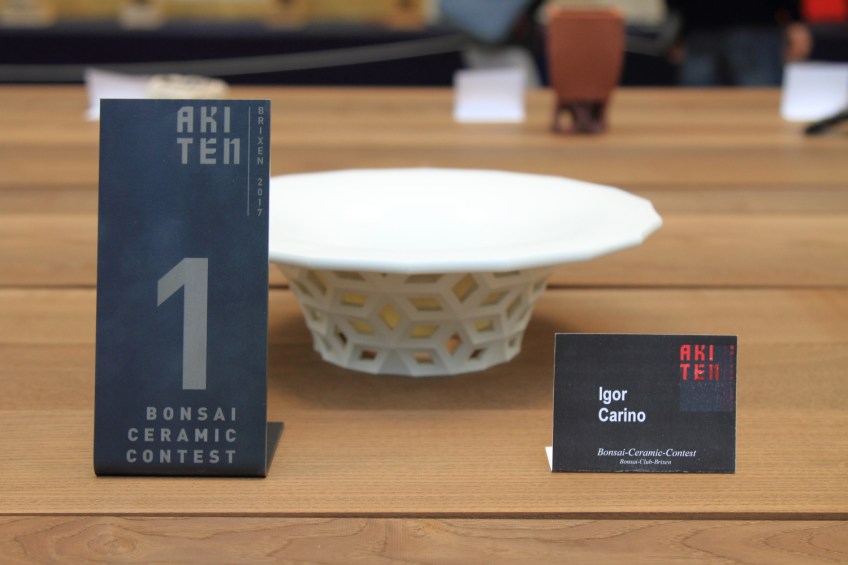 AKI
TEN
BRIXEN 2017
1
BONSAI
CERAMIC
CONTEST
AKI
TEN
Igor
Carino
Bonsai-Ceramic-Contest
Bonsai-Club-Brixen